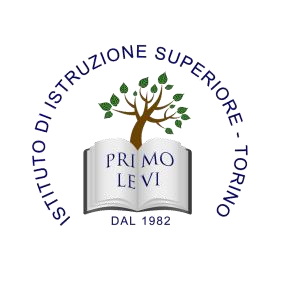 ISTITUTO DI ISTRUZIONE SUPERIORE - TORINO
PRIMO
LEVI
DAL 1982